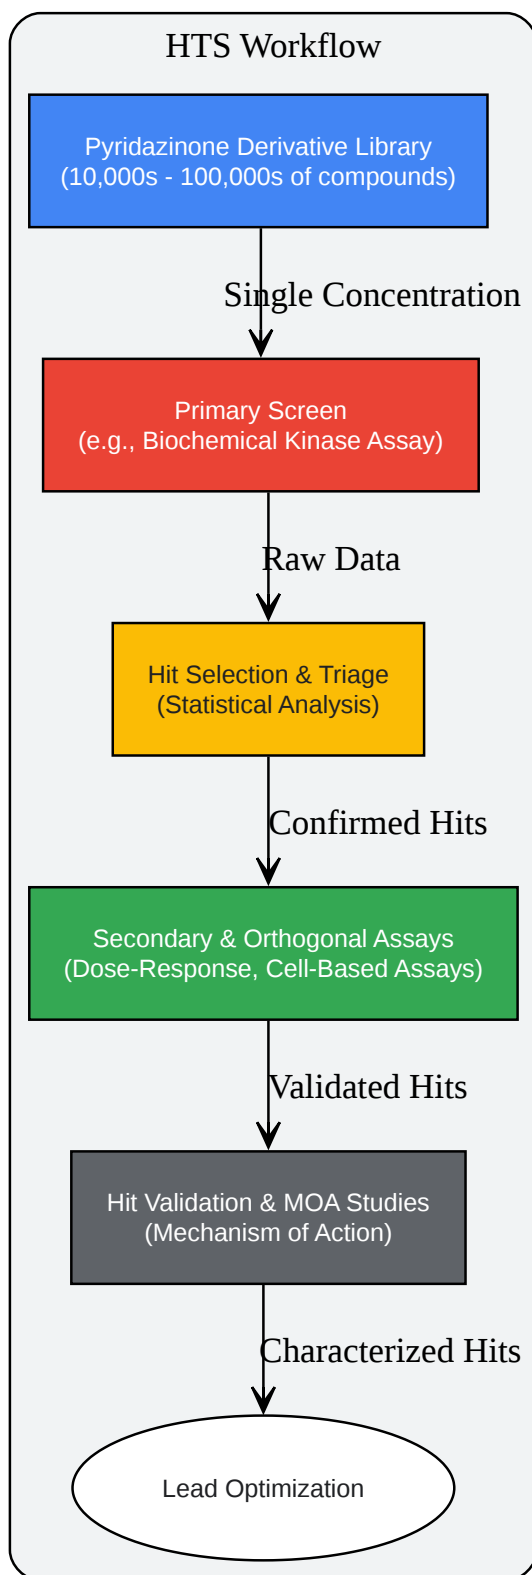 HTS Workflow
Pyridazinone Derivative Library
(10,000s - 100,000s of compounds)
Single Concentration
Primary Screen
(e.g., Biochemical Kinase Assay)
Raw Data
Hit Selection & Triage
(Statistical Analysis)
Confirmed Hits
Secondary & Orthogonal Assays
(Dose-Response, Cell-Based Assays)
Validated Hits
Hit Validation & MOA Studies
(Mechanism of Action)
Characterized Hits
Lead Optimization